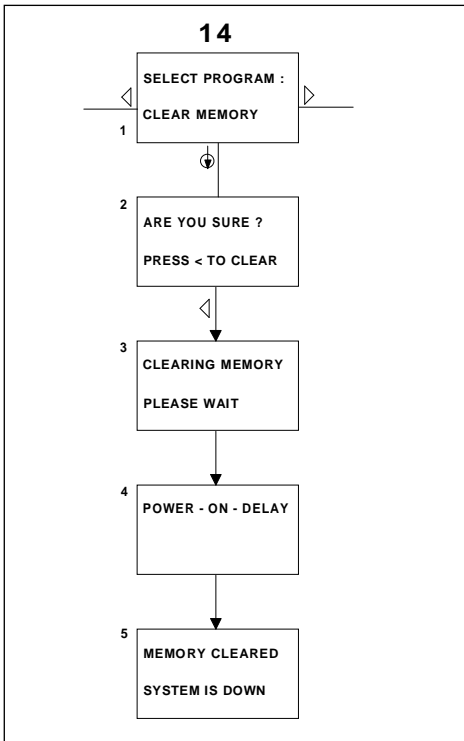 14
SELECT PROGRAM :
CLEAR MEMORY
1
2
ARE YOU SURE ?
PRESS < TO CLEAR
3
CLEARING MEMORY
PLEASE WAIT
4
POWER - ON - DELAY
5
MEMORY CLEARED
SYSTEM IS DOWN